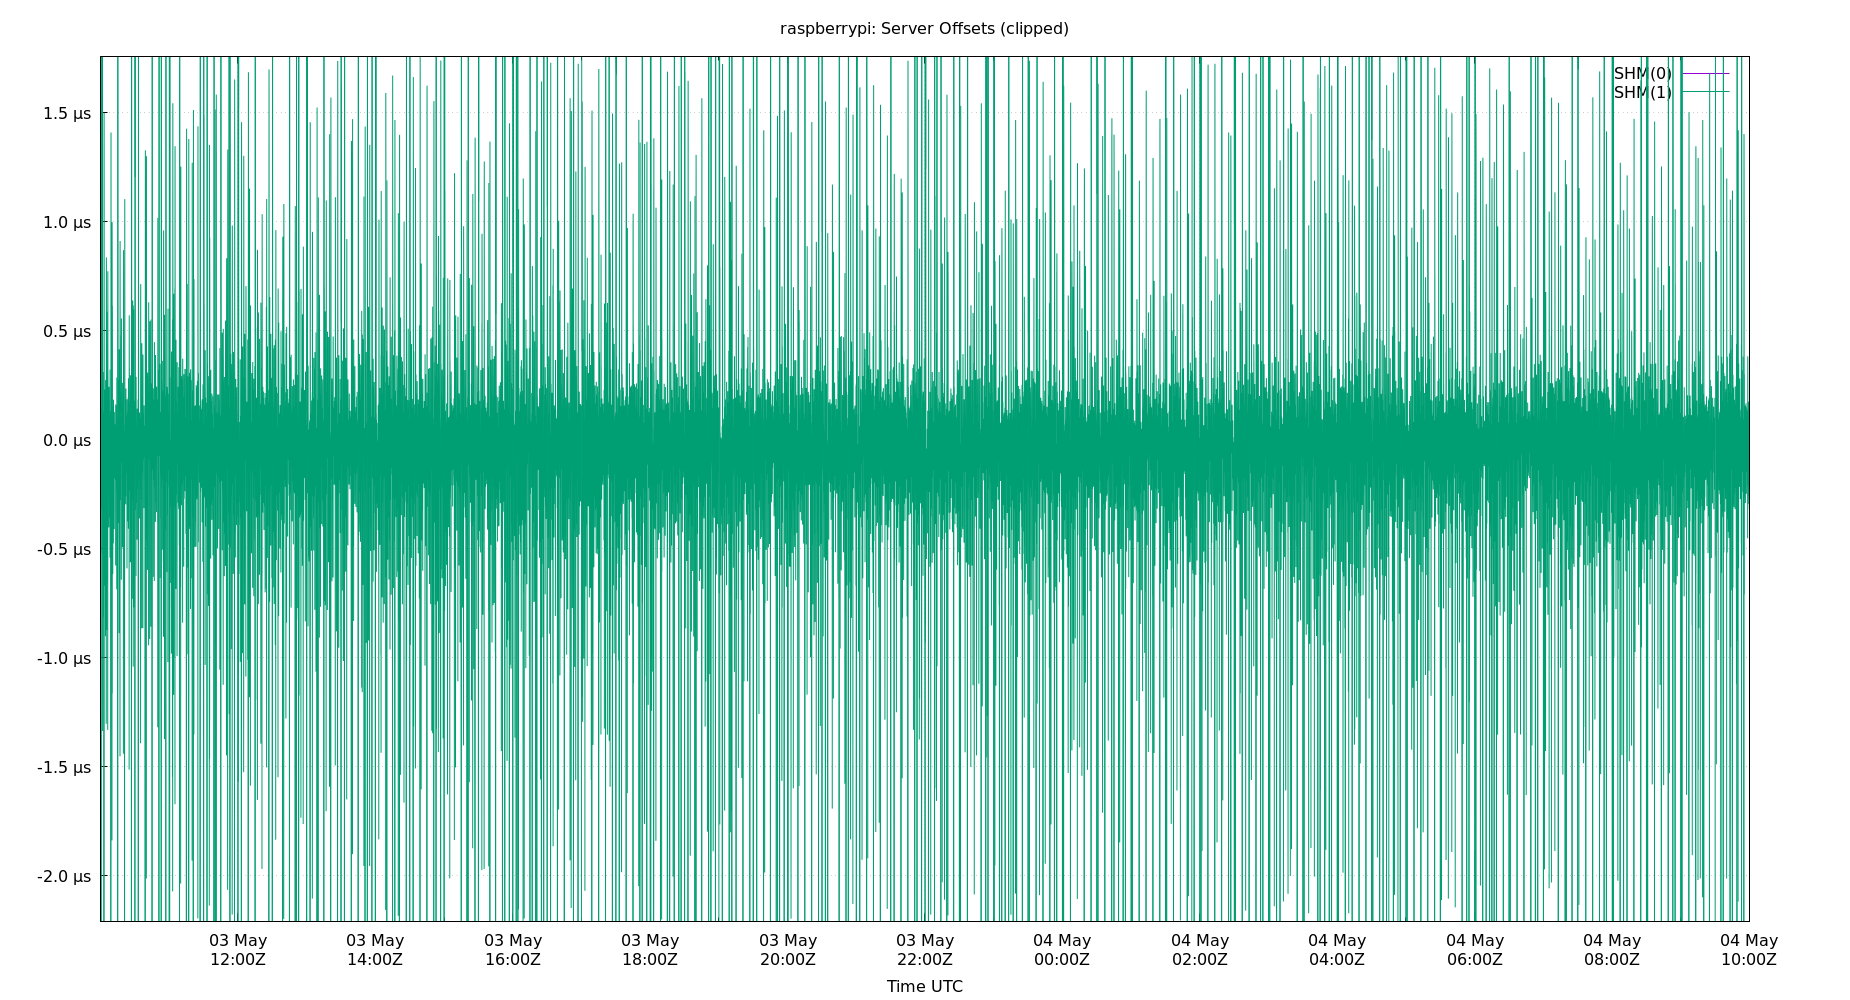 raspberrypi: Server Offsets (clipped)
SHM(0)
SHM(1)
1.5 µs
1.0 µs
0.5 µs
0.0 µs
-0.5 µs
-1.0 µs
-1.5 µs
-2.0 µs
03 May 03 May 03 May 03 May 03 May 03 May 04 May 04 May 04 May 04 May 04 May 04 May
12:00Z 14:00Z 16:00Z 18:00Z 20:00Z 22:00Z 00:00Z 02:00Z 04:00Z 06:00Z 08:00Z 10:00Z
Time UTC